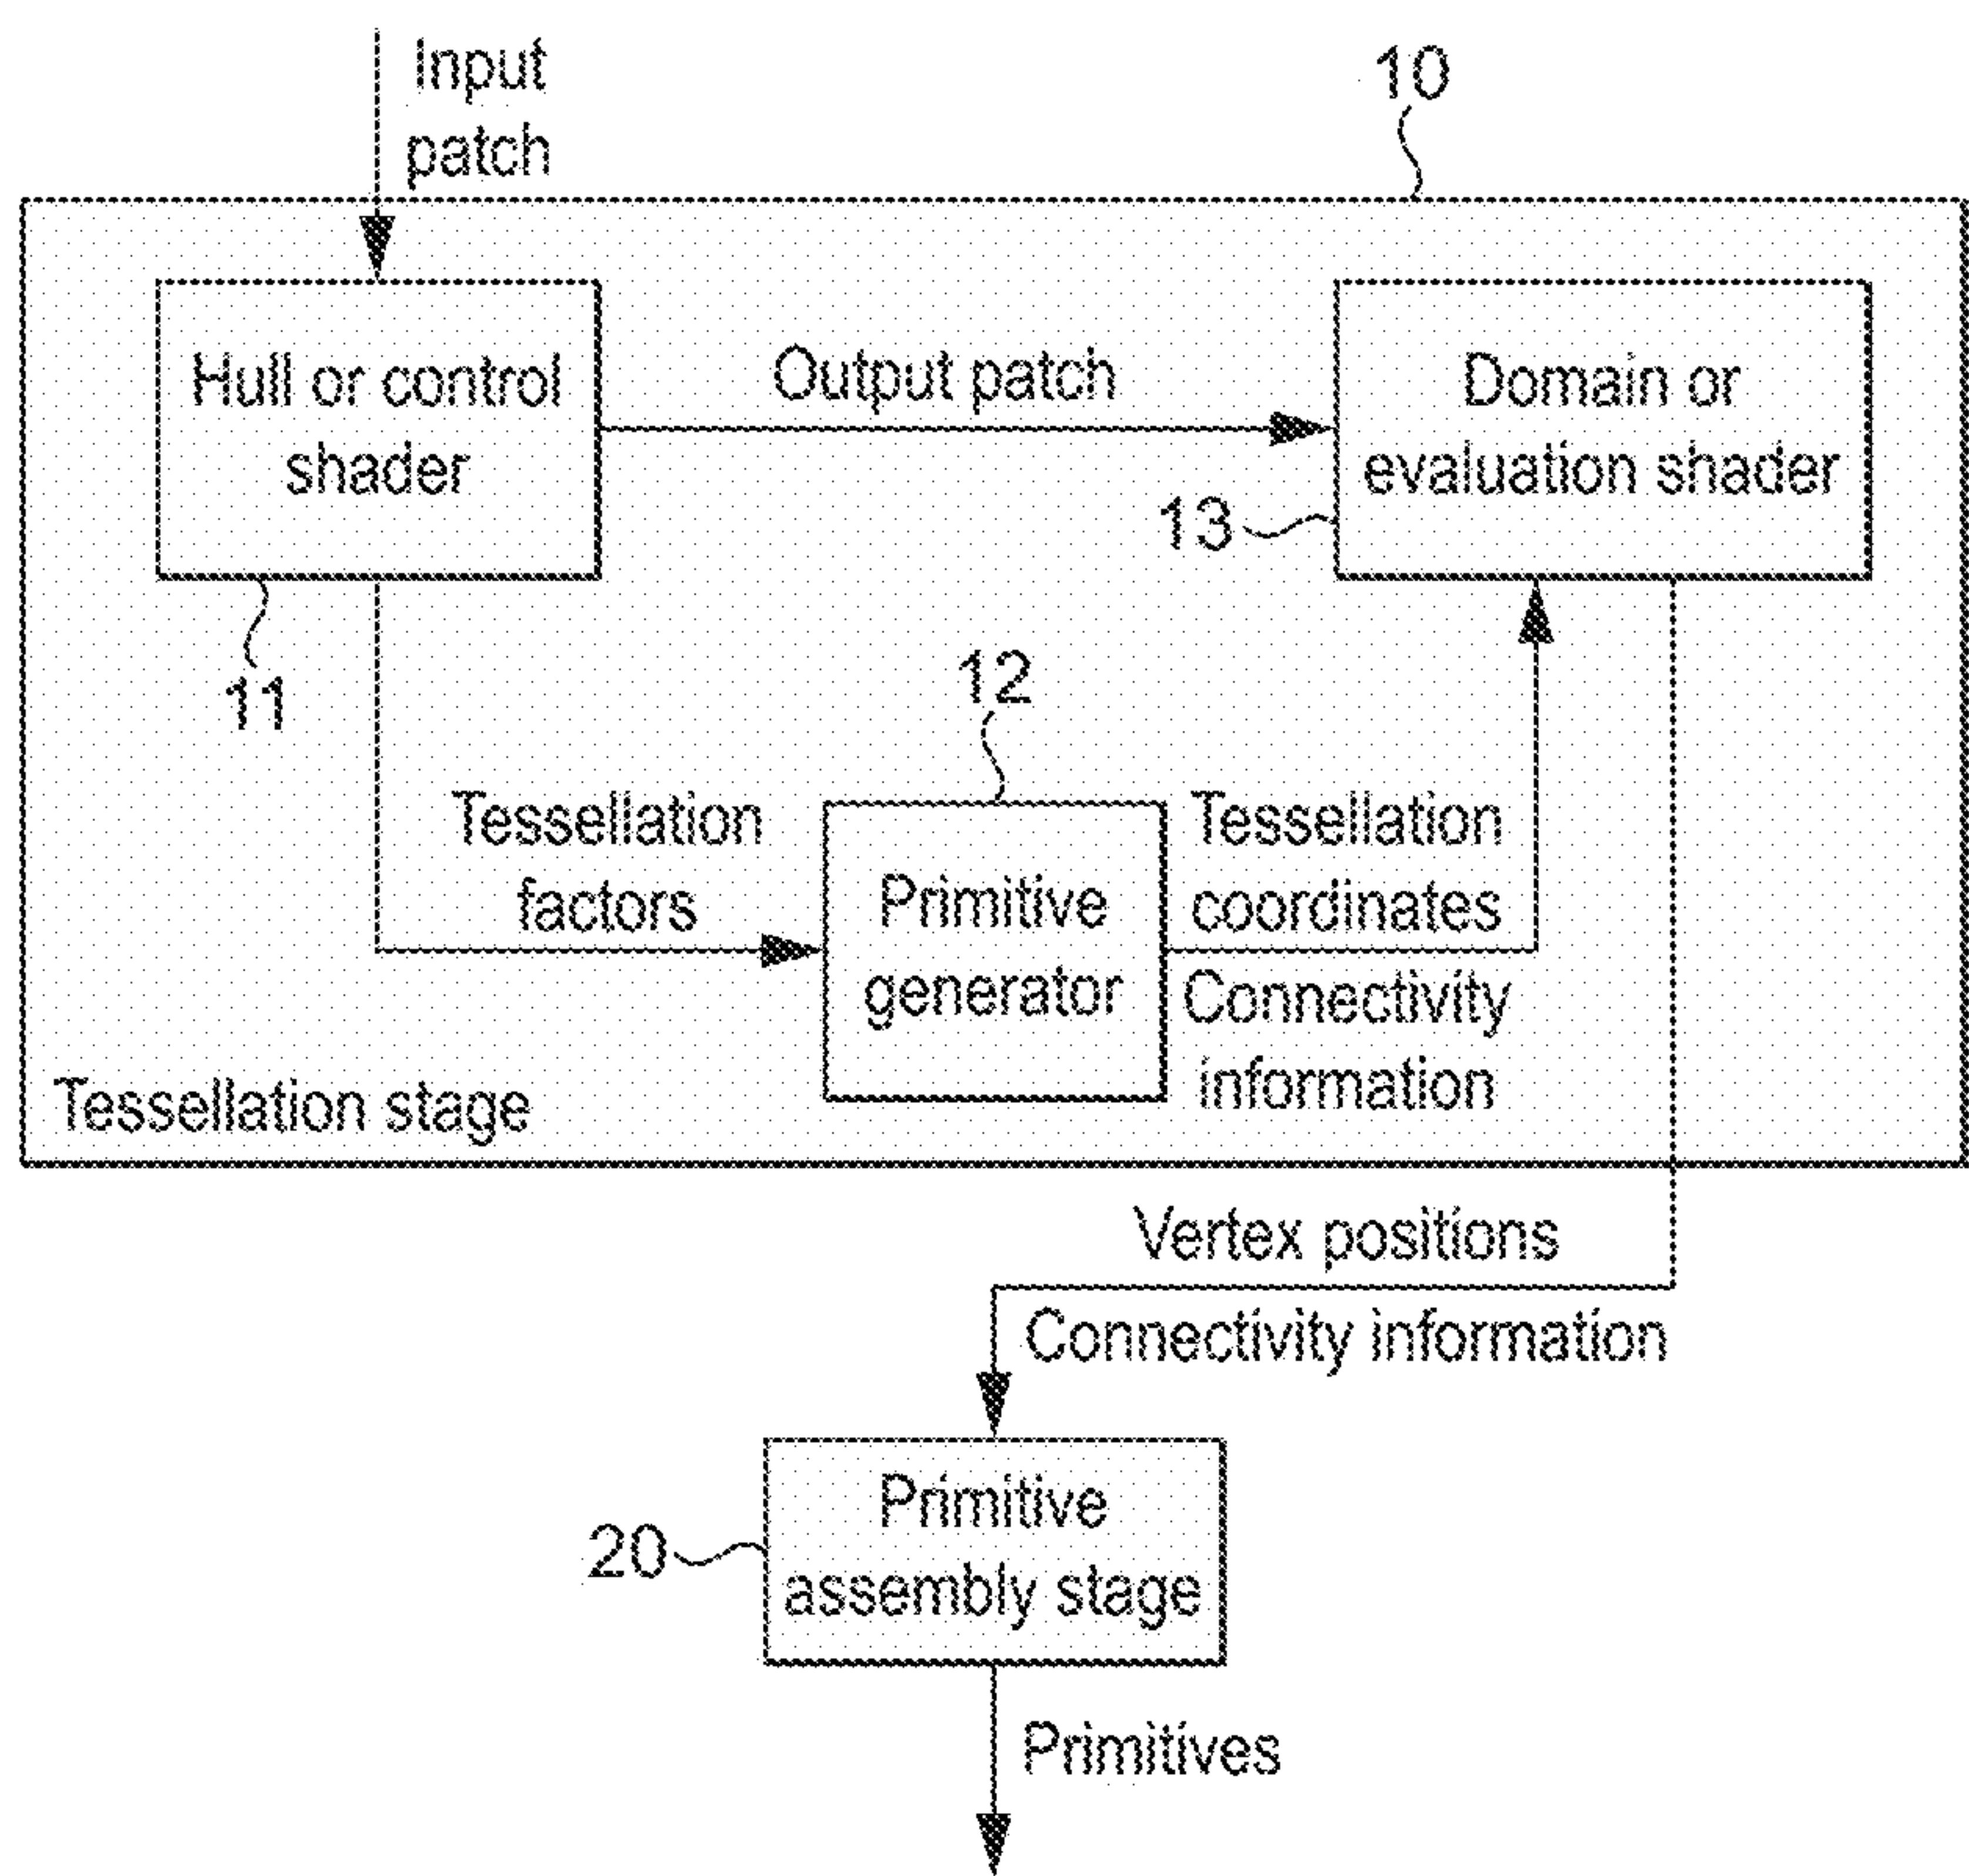 Input
patch
10
Hull or control
shader
11
Output patch
Domain or
evaluation shader
13
12
Tessellation
factors
Primitive
generator
Tessellation
coordinates
Connectivity
information
Tessellation stage
Vertex positions
Connectivity information
20
Primitive
assembly stage
Primitives